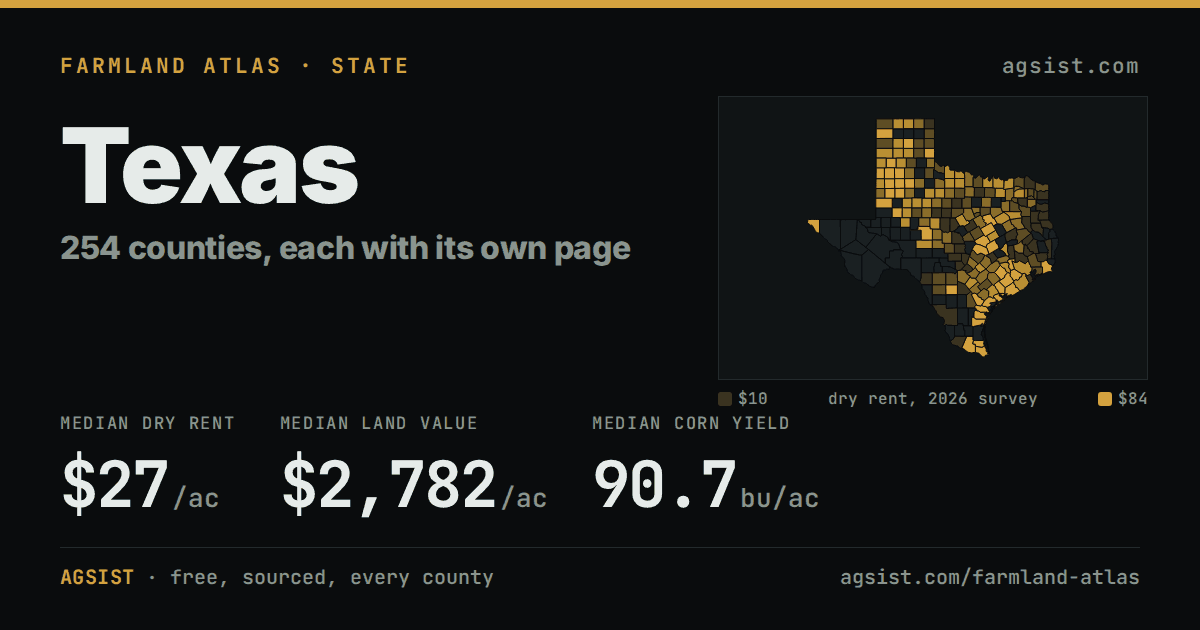 FARMLAND ATLAS · STATE
agsist.com
Texas
254 counties, each with its own page
$10
dry rent, 2026 survey
$84
MEDIAN DRY RENT
MEDIAN LAND VALUE
MEDIAN CORN YIELD
$27/ac
$2,782/ac
90.7 bu/ac
AGSIST · free, sourced, every county
agsist.com/farmland-atlas